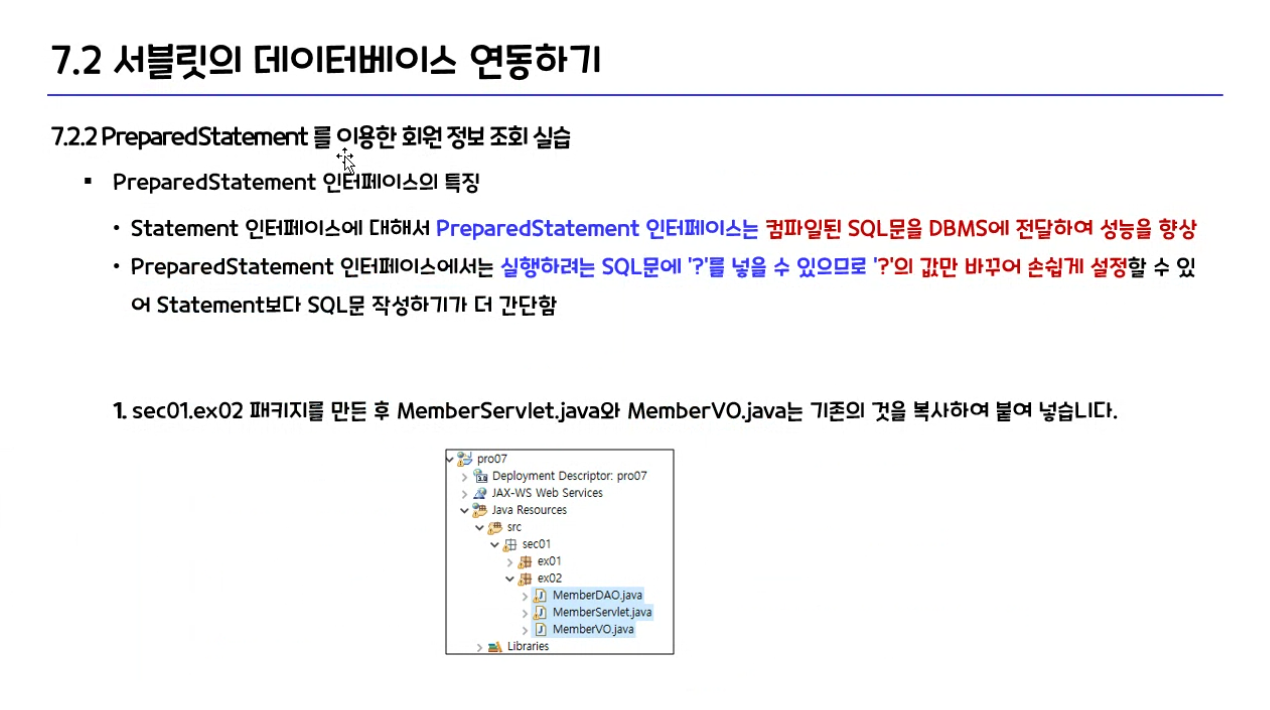 7.2 서블릿의 데이터베이스 연동하기
7.2.2 PreparedStatement 를 이용한 회원 정보 조회 실습
▪ PreparedStatement 인터페이스의 특징
• Statement 인터페이스에 대해서 PreparedStatement 인터페이스는 컴파일된 SQL문을 DBMS에 전달하여 성능을 향상
• PreparedStatement 인터페이스에서는 실행하려는 SQL문에 '?'를 넣을 수 있으므로 '?'의 값만 바꾸어 손쉽게 설정할 수 있
어 Statement보다 SQL문 작성하기가 더 간단함
1. sec01.ex02 패키지를 만든 후 MemberServlet.java와 MemberVO.java는 기존의 것을 복사하여 붙여 넣습니다.
pro07
Deployment Descriptor: pro07
JAX-WS Web Services
Java Resources
src
sec01
ex01
ex02
MemberDAO.java
MemberServlet.java
MemberVO.java
Libraries